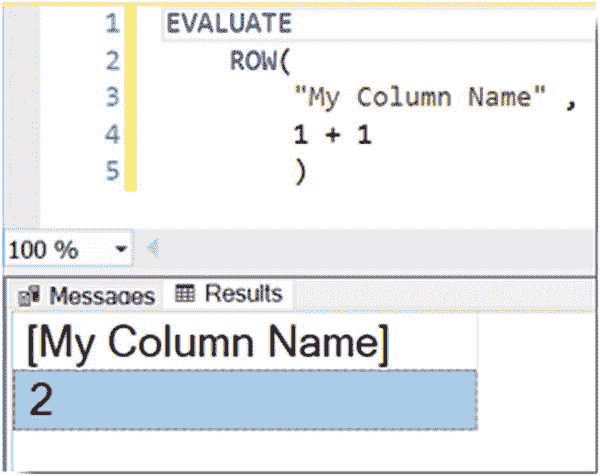 1 EVALUATE
2 ROW(
3 "My Column Name" ,
4 1 + 1
5 )
100 %
Messages Results
[My Column Name]
2